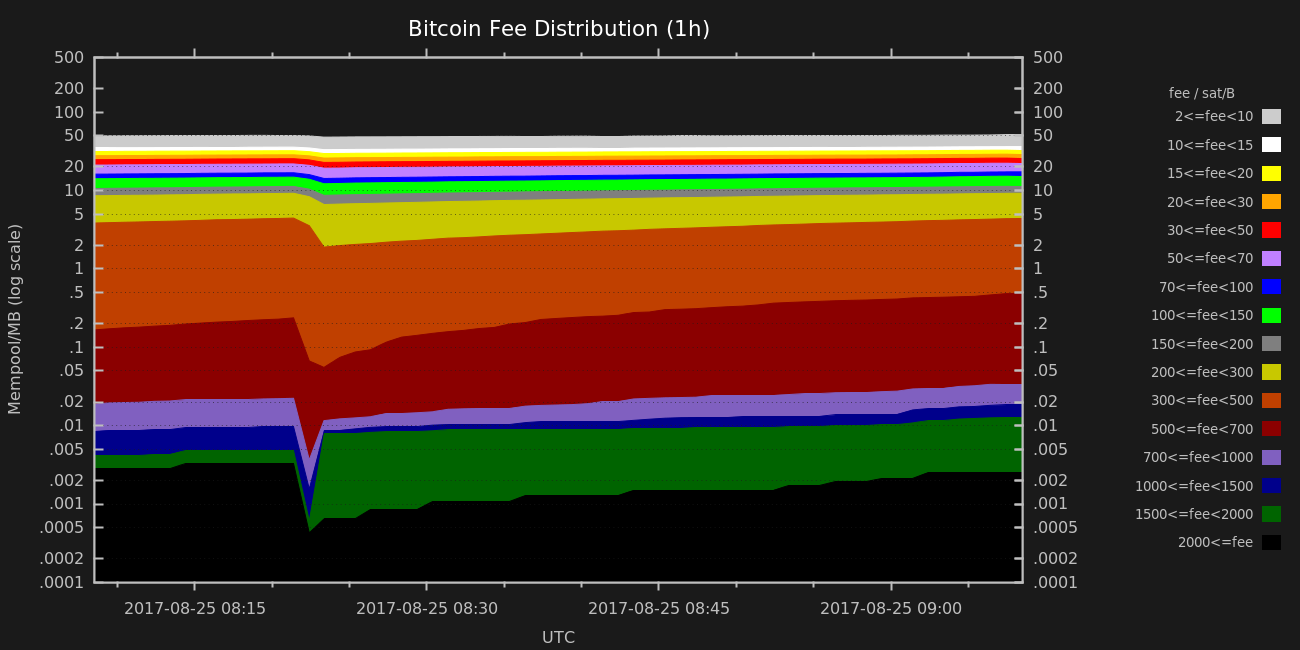 Bitcoin Fee Distribution (1h)
Mempool/MB (log scale)
500
200
100
50
20
10
5
2
1
.5
.2
.1
.05
.02
.01
.005
.002
.001
.0005
.0002
.0001
500
200
100
50
20
10
5
2
1
.5
.2
.1
.05
.02
.01
.005
.002
.001
.0005
.0002
.0001
fee / sat/B
2<=fee<10
10<=fee<15
15<=fee<20
20<=fee<30
30<=fee<50
50<=fee<70
70<=fee<100
100<=fee<150
150<=fee<200
200<=fee<300
300<=fee<500
500<=fee<700
700<=fee<1000
1000<=fee<1500
1500<=fee<2000
2000<=fee
2017-08-25 08:15 2017-08-25 08:30 2017-08-25 08:45 2017-08-25 09:00
UTC